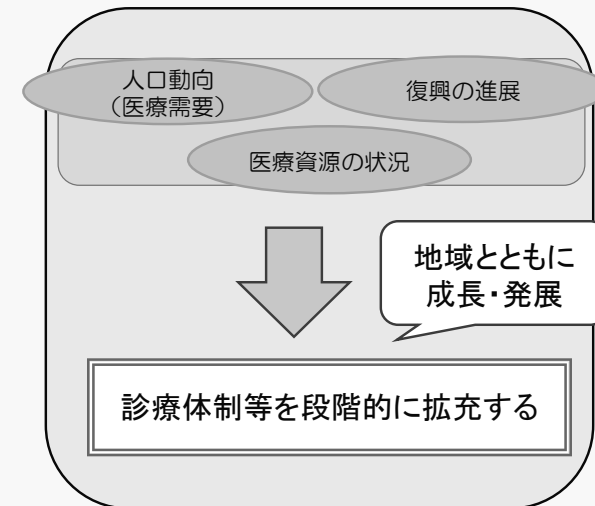 人口動向
（医療需要）
復興の進展
医療資源の状況
地域とともに
成長・発展
診療体制等を段階的に拡充する